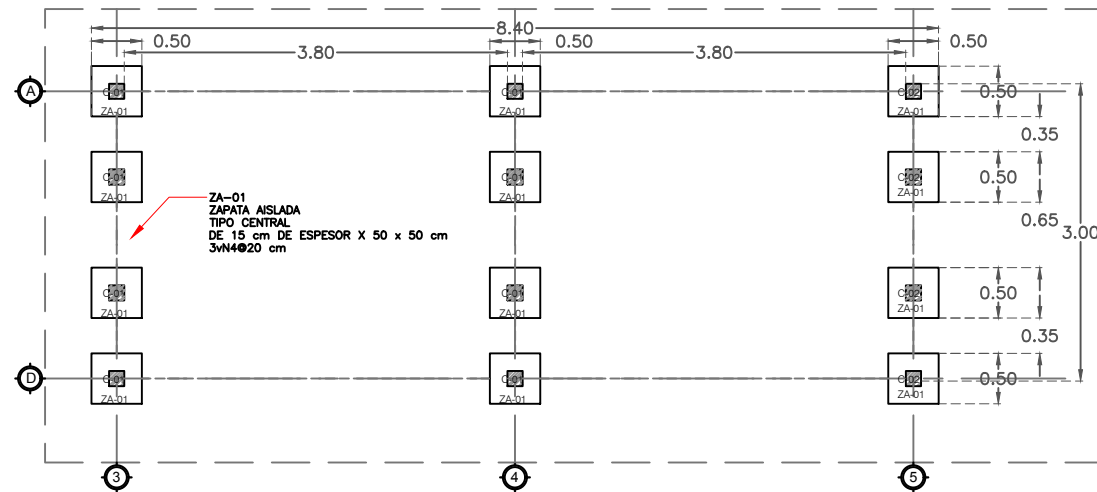 8.40
0.50
0.50
0.50
3.80
3.80
A
C-01
C-01
C-02
0.50
ZA-01
ZA-01
ZA-01
0.35
C-01
C-01
C-02
0.50
ZA-01
ZA-01
ZA-01
ZA-01
ZAPATA AISLADA
TIPO CENTRAL
DE 15 cm DE ESPESOR X 50 x 50 cm
3vN4@20 cm
0.65
3.00
C-01
C-01
C-02
0.50
ZA-01
ZA-01
ZA-01
0.35
D
C-01
C-01
C-02
0.50
ZA-01
ZA-01
ZA-01
3
4
5